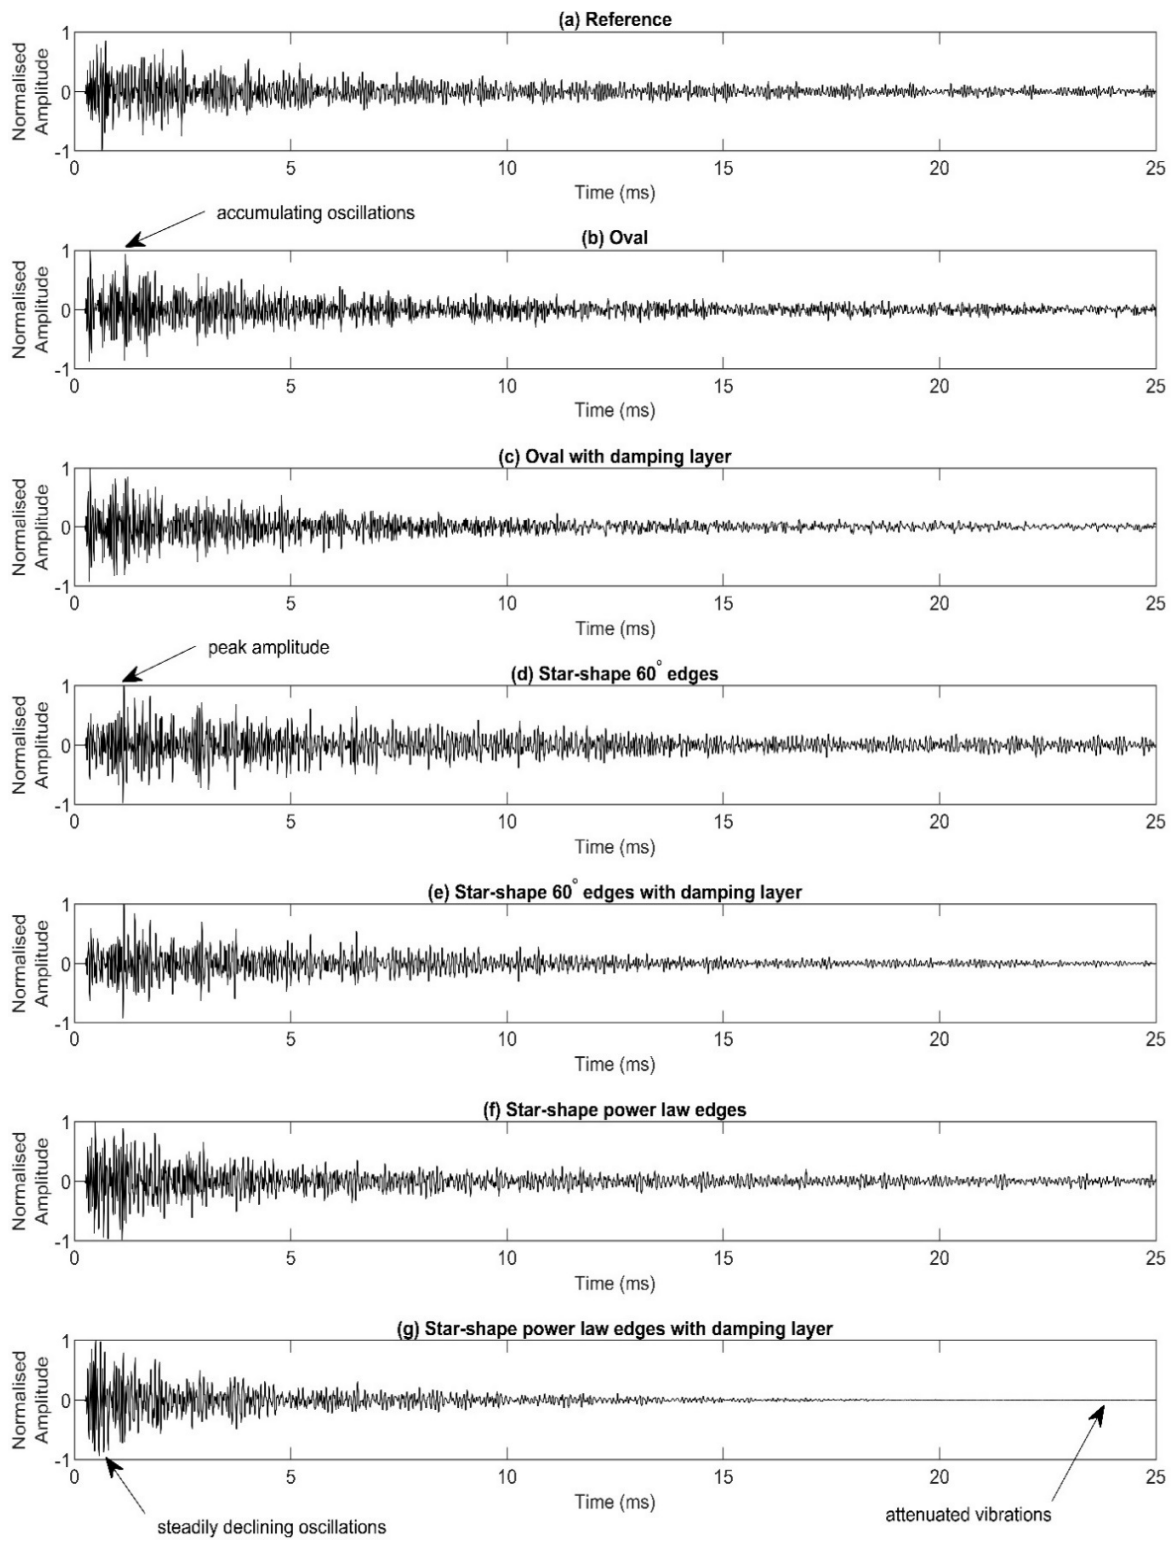 (a) Reference
Normalised
Amplitude
1
0
-1
0 5 10 15 20 25
Time (ms)
accumulating oscillations
(b) Oval
Normalised
Amplitude
1
0
-1
0 5 10 15 20 25
Time (ms)
(c) Oval with damping layer
Normalised
Amplitude
1
0
-1
0 5 10 15 20 25
Time (ms)
peak amplitude
(d) Star-shape 60° edges
Normalised
Amplitude
1
0
-1
0 5 10 15 20 25
Time (ms)
(e) Star-shape 60° edges with damping layer
Normalised
Amplitude
1
0
-1
0 5 10 15 20 25
Time (ms)
(f) Star-shape power law edges
Normalised
Amplitude
1
0
-1
0 5 10 15 20 25
Time (ms)
(g) Star-shape power law edges with damping layer
Normalised
Amplitude
1
0
-1
0 5 10 15 20 25
Time (ms)
steadily declining oscillations
attenuated vibrations